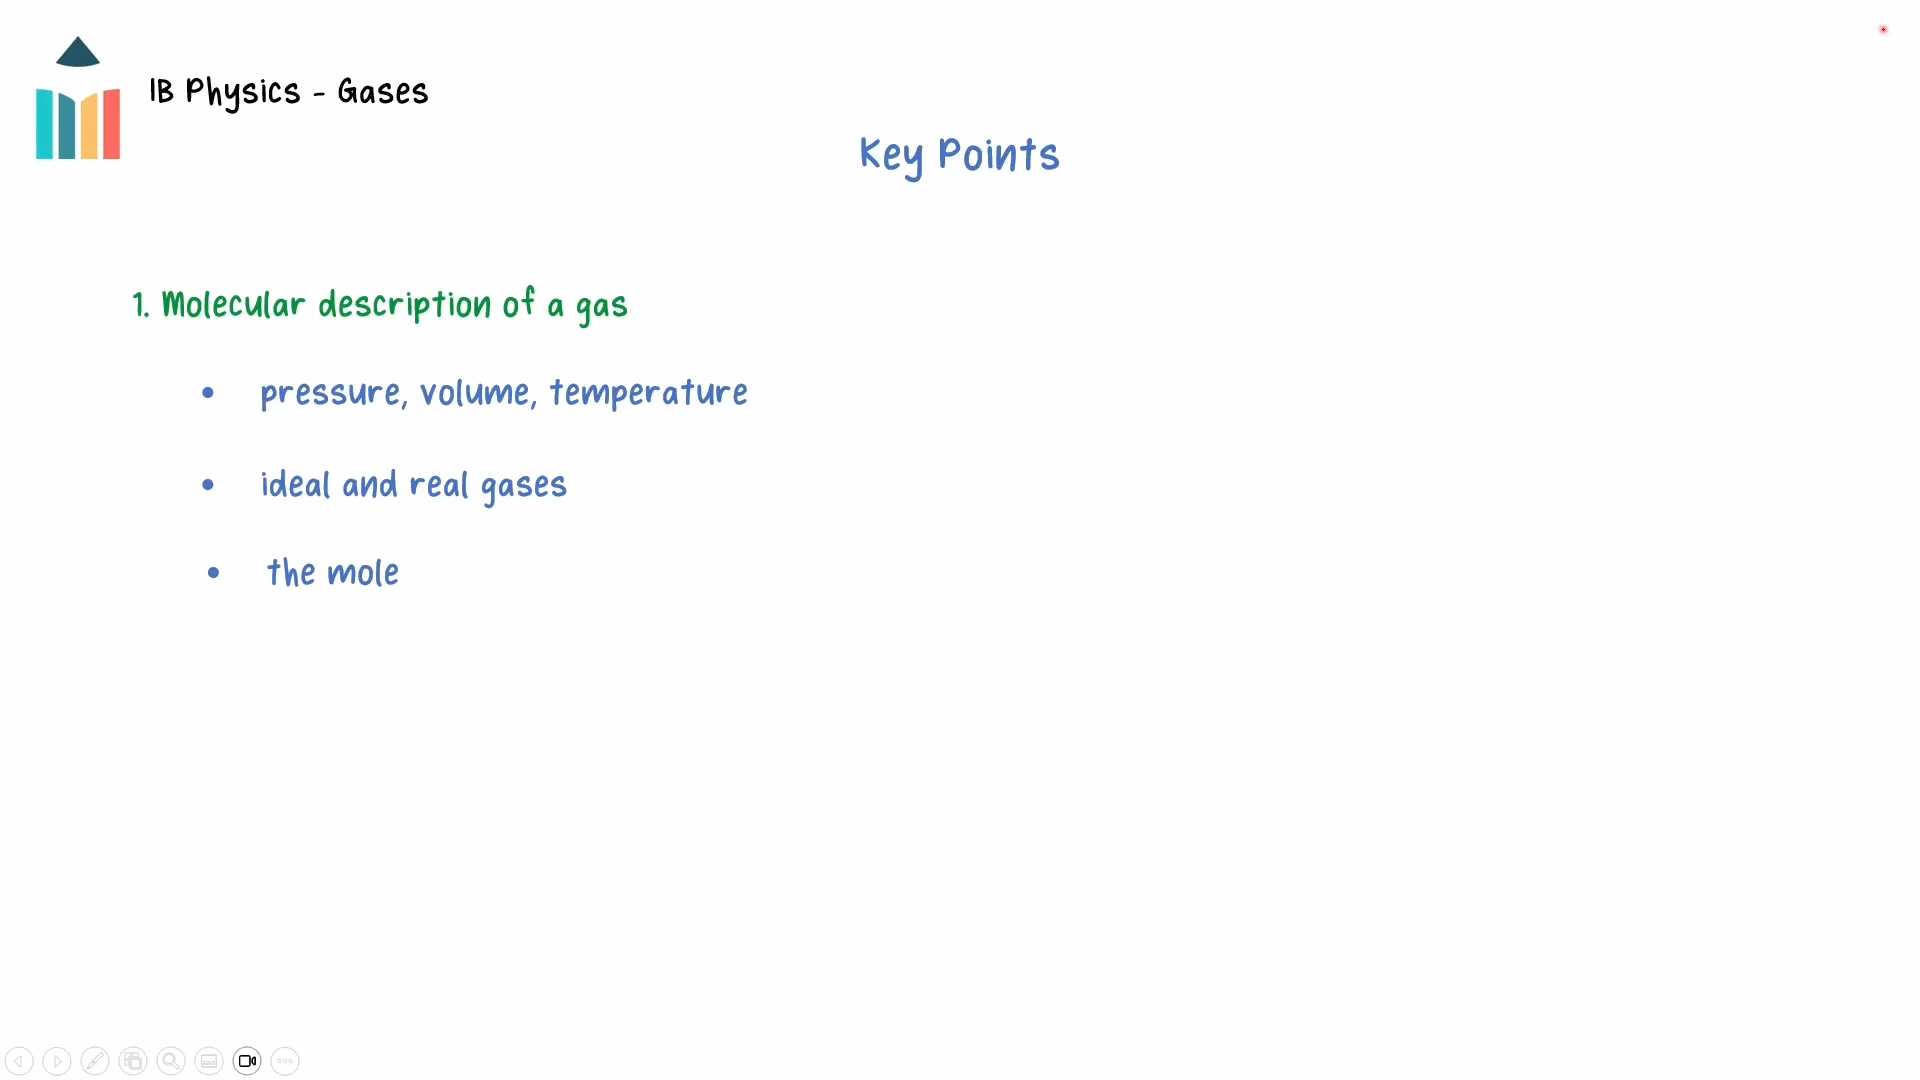 IB Physics - Gases
Key Points
1. Molecular description of a gas
• pressure, volume, temperature
• ideal and real gases
• the mole